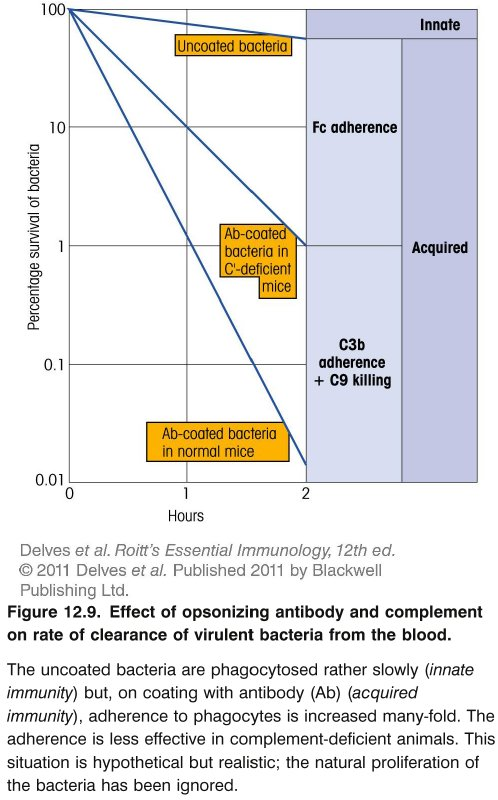 100
10
1
0.1
0.01
Percentage survival of bacteria
0
1
2
Hours
Uncoated bacteria
Ab-coated
bacteria in
C'-deficient
mice
Ab-coated bacteria
in normal mice
Innate
Fc adherence
Acquired
C3b
adherence
+ C9 killing
Delves et al. Roitt's Essential Immunology, 12th ed.
© 2011 Delves et al. Published 2011 by Blackwell
Publishing Ltd.
Figure 12.9. Effect of opsonizing antibody and complement
on rate of clearance of virulent bacteria from the blood.
The uncoated bacteria are phagocytosed rather slowly (innate
immunity) but, on coating with antibody (Ab) (acquired
immunity), adherence to phagocytes is increased many-fold. The
adherence is less effective in complement-deficient animals. This
situation is hypothetical but realistic; the natural proliferation of
the bacteria has been ignored.